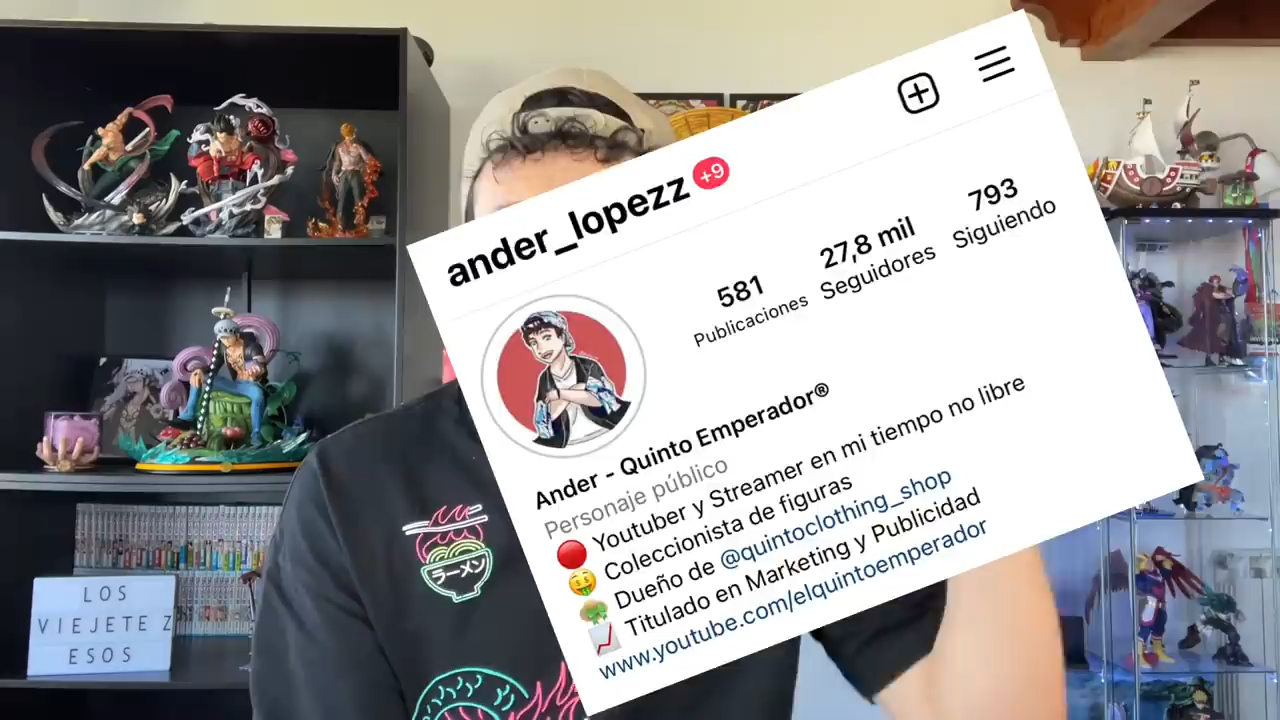 ander_lopezz +9
581
Publicaciones
27,8 mil
Seguidores
793
Siguiendo
Ander - Quinto Emperador®
Personaje público
Youtuber y Streamer en mi tiempo no libre
Coleccionista de figuras
Dueño de @quintoclothing_shop
Titulado en Marketing y Publicidad
www.youtube.com/elquintoemperador
ラーメン
LOS
VIEJETEZ
ESOS